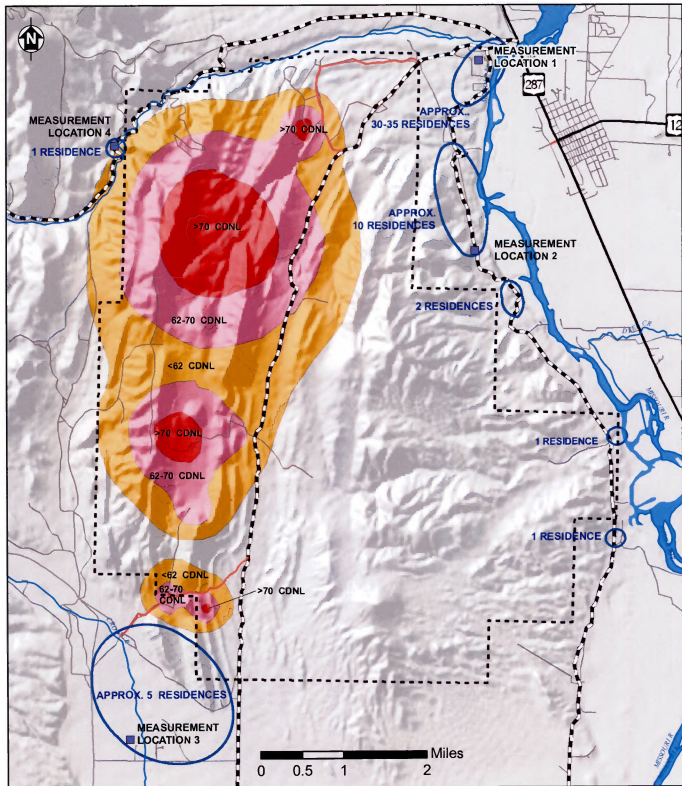 N
MEASUREMENT
LOCATION 1
287
12
APPROX..
30-35 RESIDENCES
MEASUREMENT
LOCATION 4
1 RESIDENCE
>70 CDNL
>70 CDNL
APPROX
10 RESIDENCES
MEASUREMENT
LOCATION 2
2 RESIDENCES
62-70 CDNL
<62 CDNL
MISSOURI R
>70 CDNL
1 RESIDENCE
62-70 CDNL
1 RESIDENCE
<62 CDNL
62-70
CDNL
>70 CDNL
APPROX. 5 RESIDENCES
MEASUREMENT
LOCATION 3
Miles
0 0.5 1 2
MISSOURI R